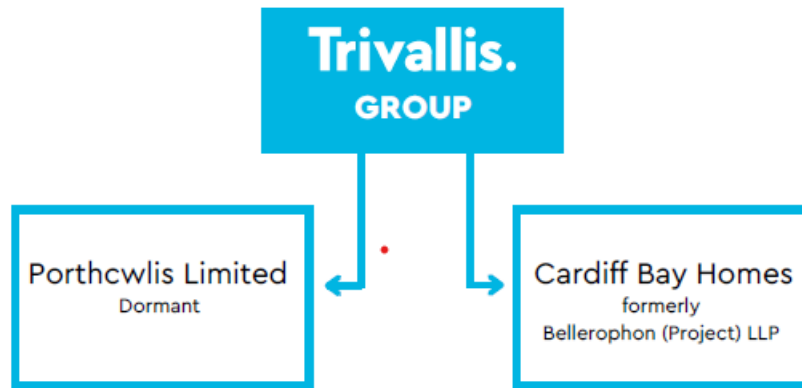 Trivallis.
GROUP
Porthcwlis Limited
Dormant
Cardiff Bay Homes
formerly
Bellerophon (Project) LLP